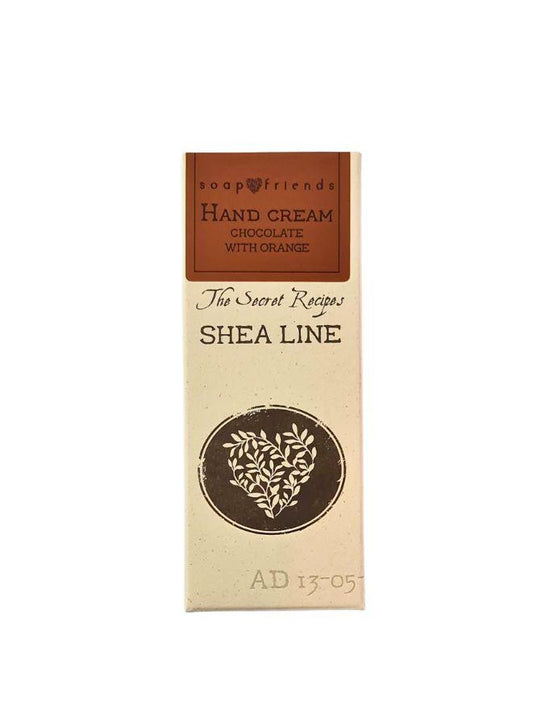 soap friends
HAND CREAM
CHOCOLATE
WITH ORANGE
The Secret Recipes
SHEA LINE
AD 13-05-